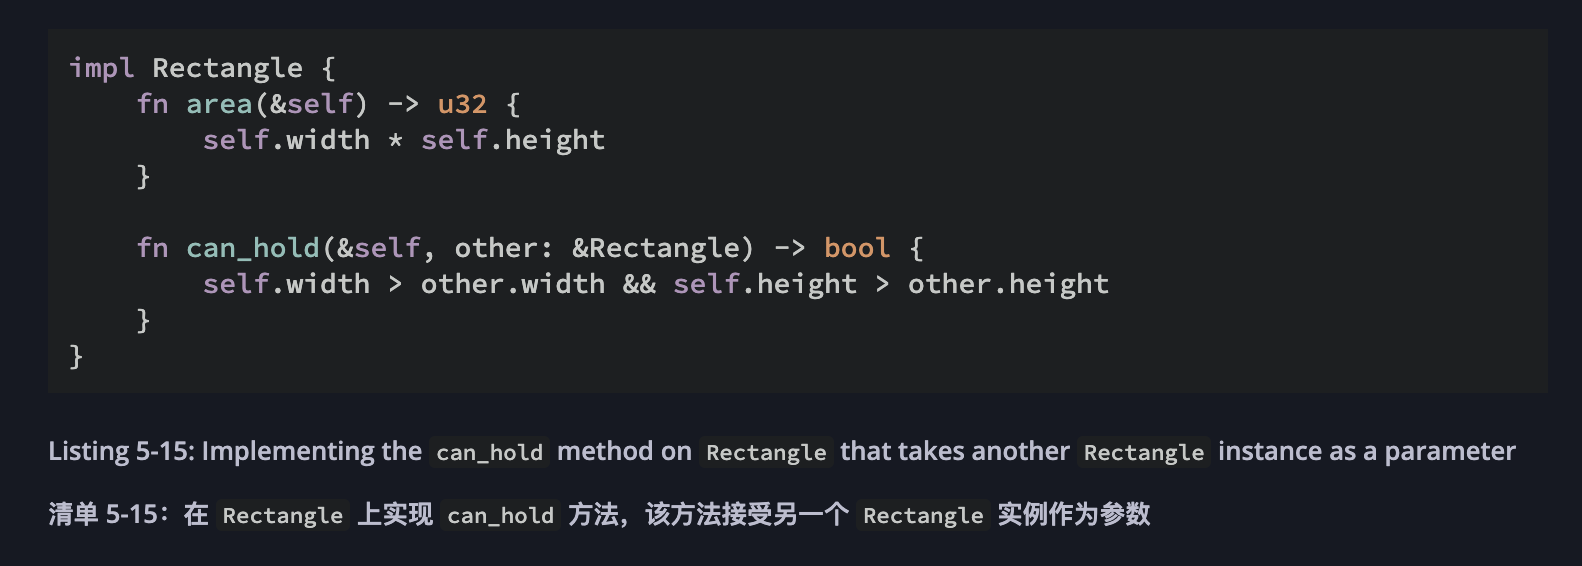 impl Rectangle {
    fn area(&self) -> u32 {
        self.width * self.height
    }

    fn can_hold(&self, other: &Rectangle) -> bool {
        self.width > other.width && self.height > other.height
    }
}
Listing 5-15: Implementing the can_hold method on Rectangle that takes another Rectangle instance as a parameter
清单 5-15：在 Rectangle 上实现 can_hold 方法，该方法接受另一个 Rectangle 实例作为参数